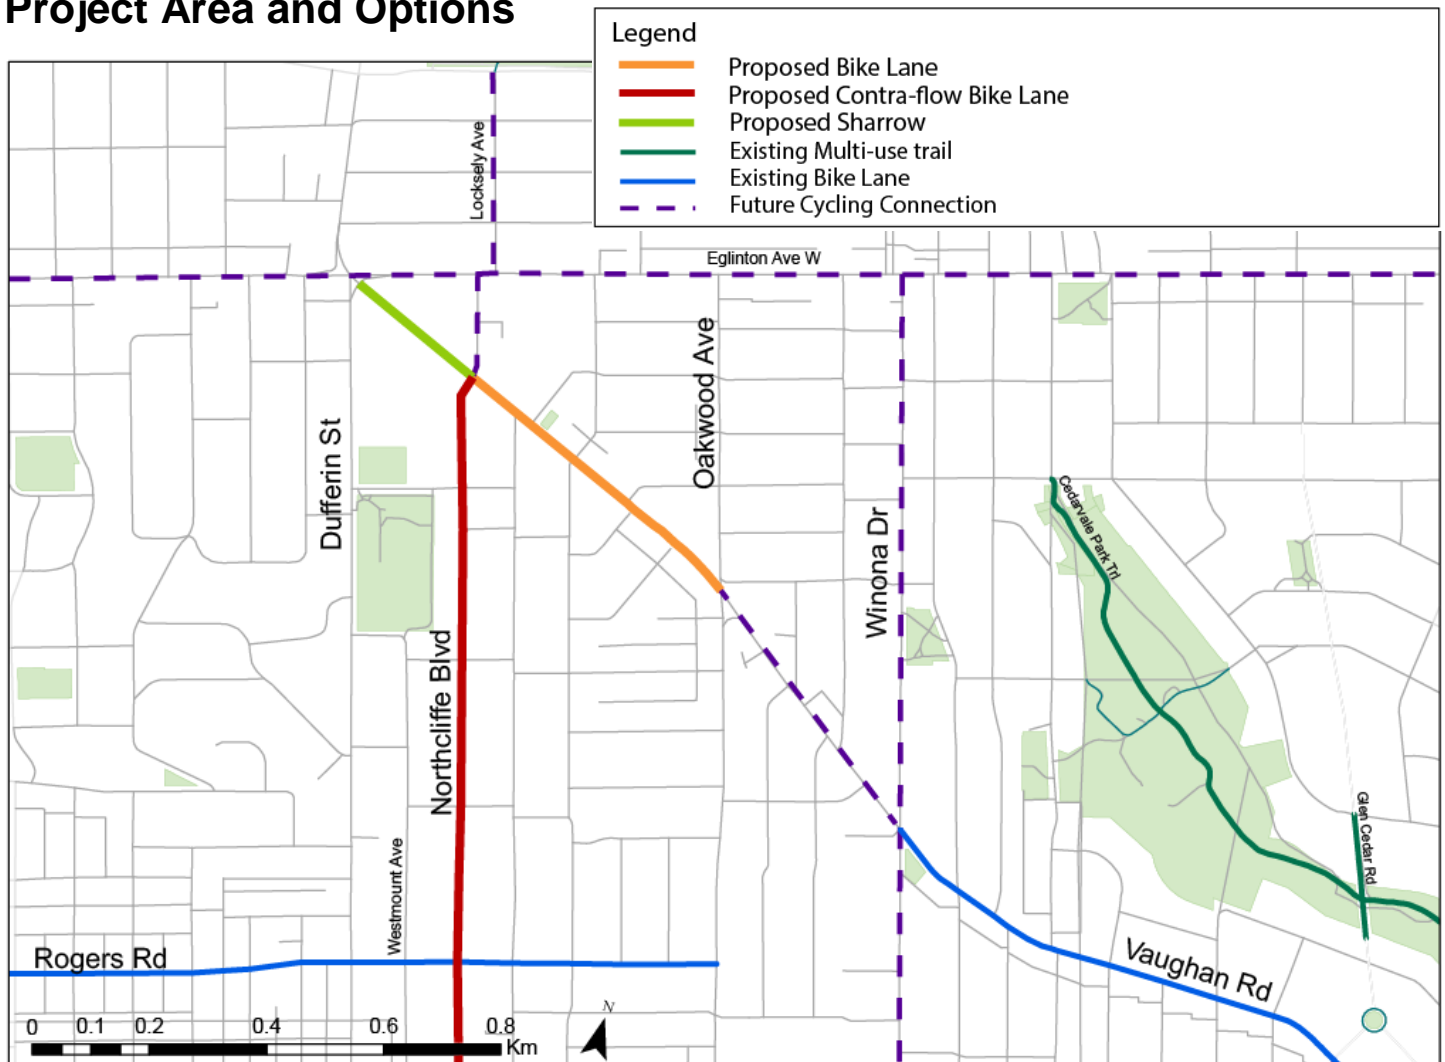 Project Area and Options
Legend
Proposed Bike Lane
Proposed Contra-flow Bike Lane
Proposed Sharrow
Existing Multi-use trail
Existing Bike Lane
Future Cycling Connection
Locksely Ave
Eglinton Ave W
Oakwood Ave
Dufferin St
Winona Dr
Cedarvale Park Trl
Northcliffe Blvd
Glen Cedar Rd
Westmount Ave
Rogers Rd
Vaughan Rd
N
0 0.1 0.2 0.4 0.6 0.8
Km